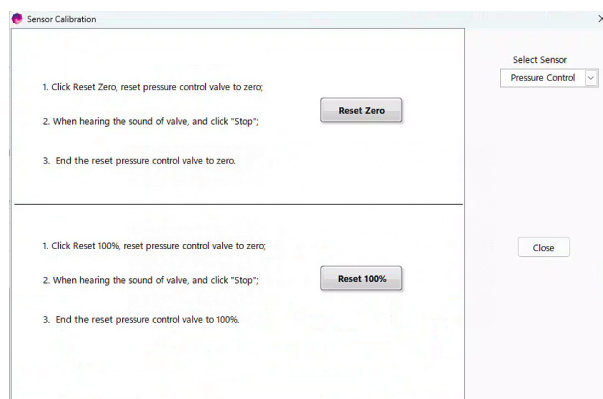 Sensor Calibration
Select Sensor
Pressure Control
1. Click Reset Zero, reset pressure control valve to zero;
Reset Zero
2. When hearing the sound of valve, and click "Stop";
3. End the reset pressure control valve to zero.
1. Click Reset 100%, reset pressure control valve to zero;
Close
2. When hearing the sound of valve, and click "Stop";
Reset 100%
3. End the reset pressure control valve to 100%.